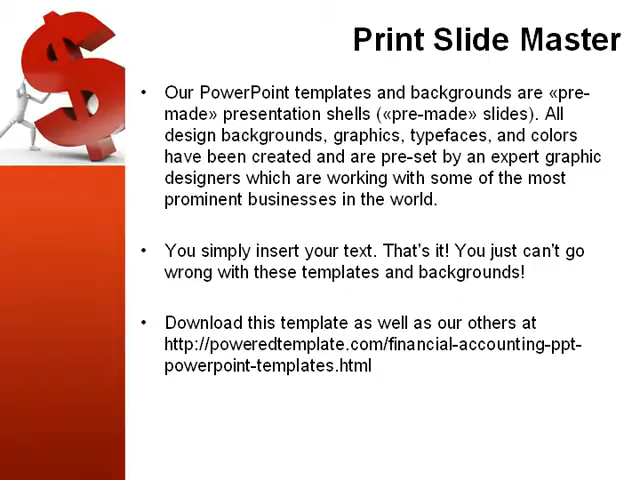 Print Slide Master
• Our PowerPoint templates and backgrounds are «pre-
made» presentation shells («pre-made» slides). All
design backgrounds, graphics, typefaces, and colors
have been created and are pre-set by an expert graphic
designers which are working with some of the most
prominent businesses in the world.
• You simply insert your text. That's it! You just can't go
wrong with these templates and backgrounds!
• Download this template as well as our others at
http://poweredtemplate.com/financial-accounting-ppt-
powerpoint-templates.html